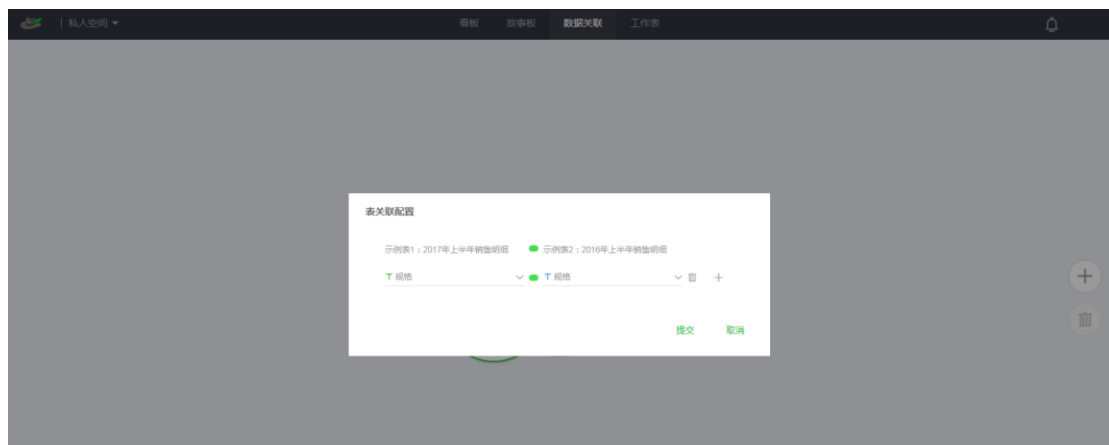 私人空间
看板 故事板 数据关联 工作表
表关联配置
示例表1：2017年上半年销售明细 示例表2：2016年上半年销售明细
T 规格 T 规格
提交 取消